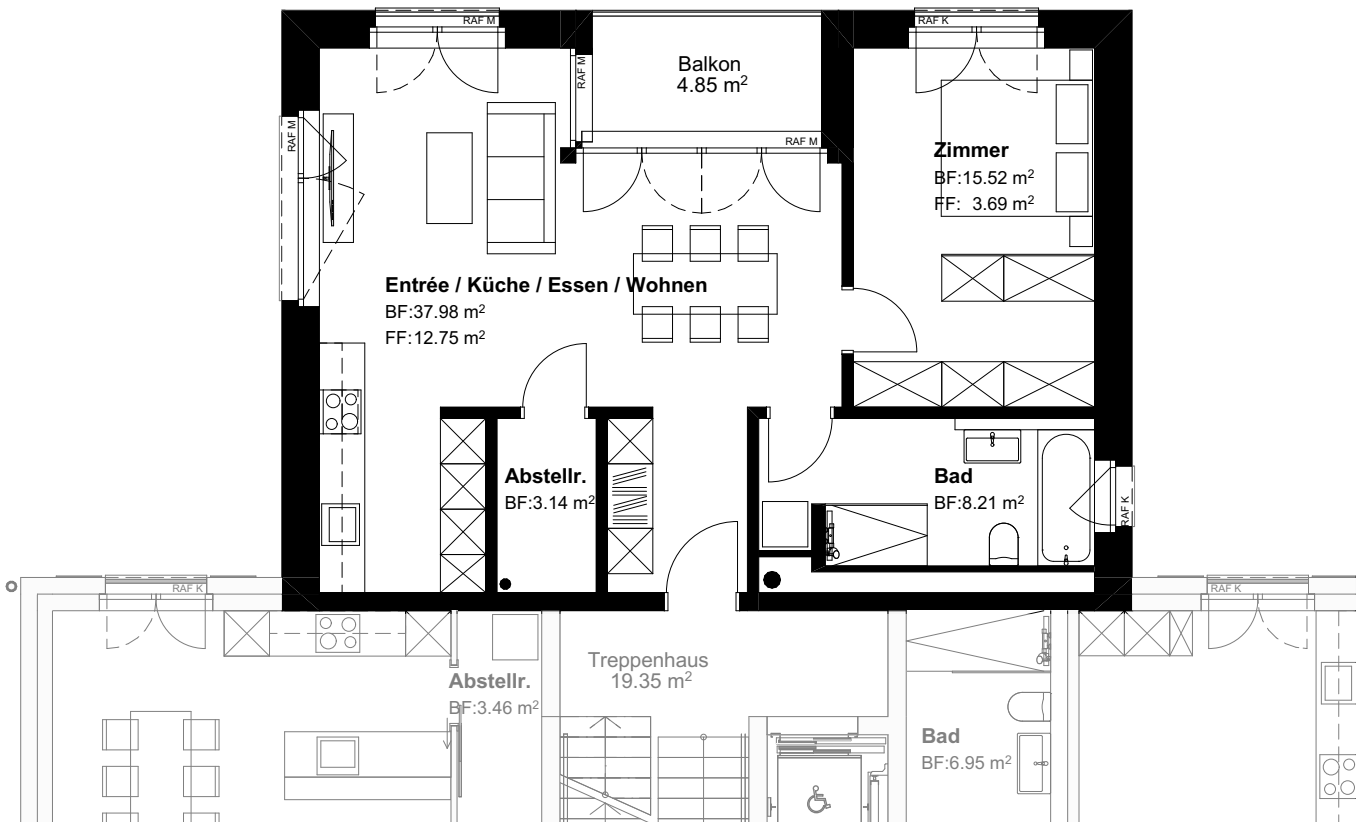 RAF M
RAF K
Balkon
4.85 m²
RAF M
RAF M
RAF M
Zimmer
BF:15.52 m²
FF: 3.69 m²
Entrée / Küche / Essen / Wohnen
BF:37.98 m²
FF:12.75 m²
Abstellr.
BF:3.14 m²
Bad
BF:8.21 m²
RAF K
RAF K
RAF K
Treppenhaus
19.35 m²
Abstellr.
BF:3.46 m²
Bad
BF:6.95 m²